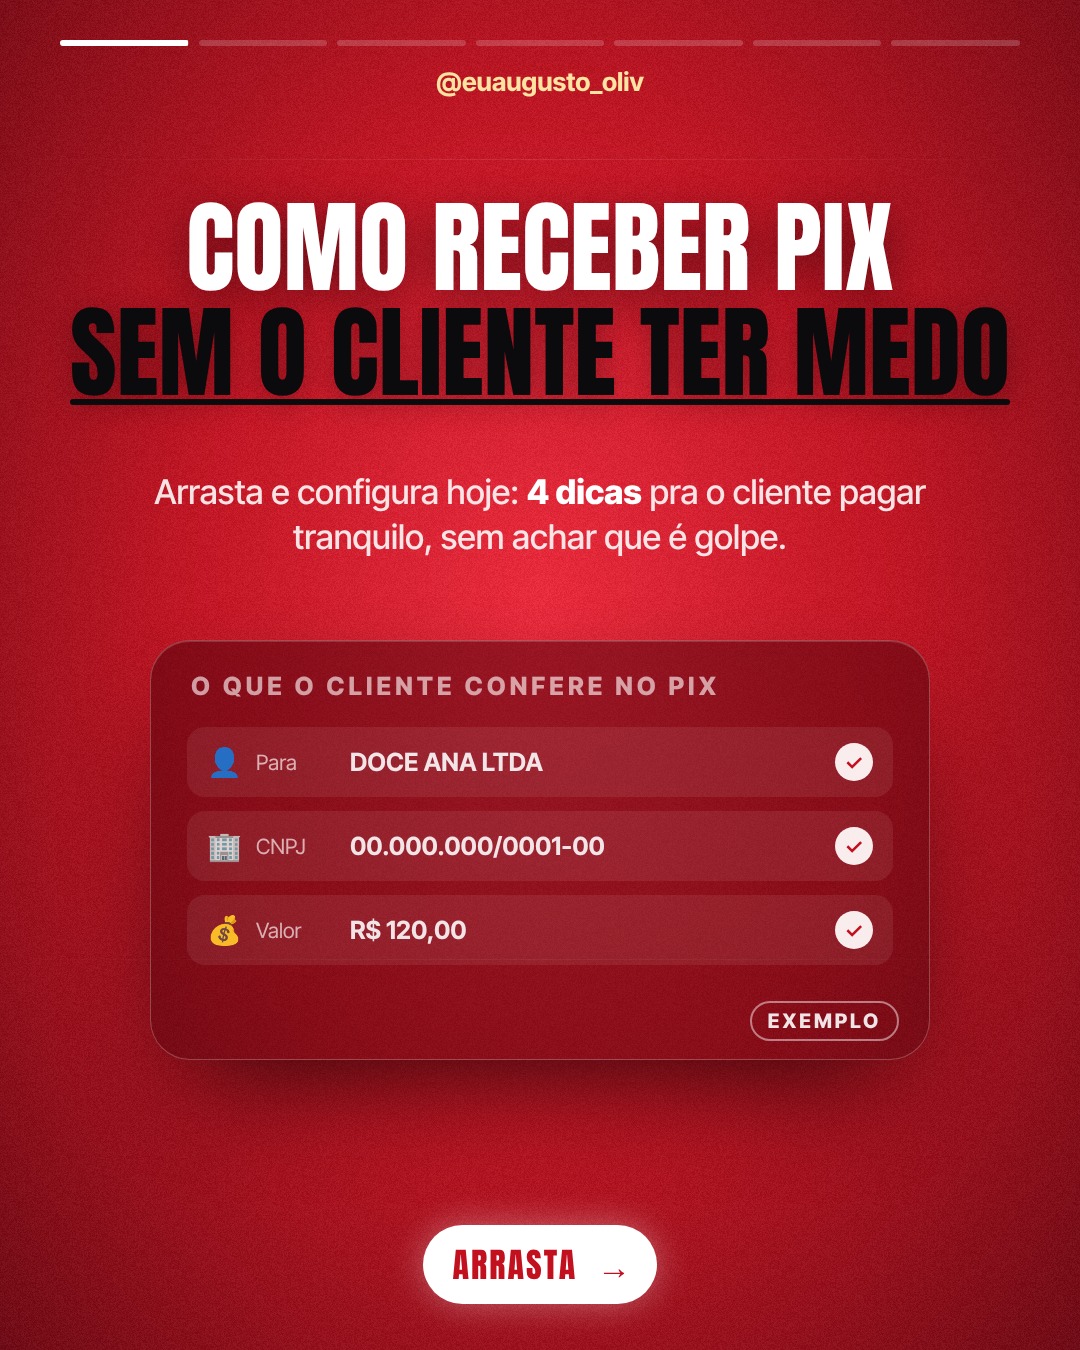 @euaugusto_oliv
COMO RECEBER PIX
SEM O CLIENTE TER MEDO
Arrasta e configura hoje: 4 dicas pra o cliente pagar
tranquilo, sem achar que é golpe.
O QUE O CLIENTE CONFERE NO PIX
Para DOCE ANA LTDA
CNPJ 00.000.000/0001-00
Valor R$ 120,00
EXEMPLO
ARRASTA →